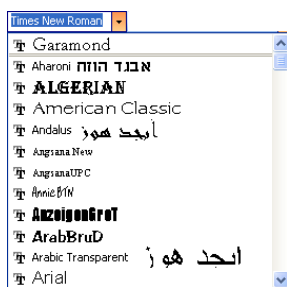 Times New Roman
Garamond
Aharoni אבגד הוזח
ALGERIAN
American Classic
Andalus أبجد هوز
Angsana New
AngsanaUPC
Annie BTN
AnzeigenGroT
ArabBruD
Arabic Transparent أبجد هوز
Arial